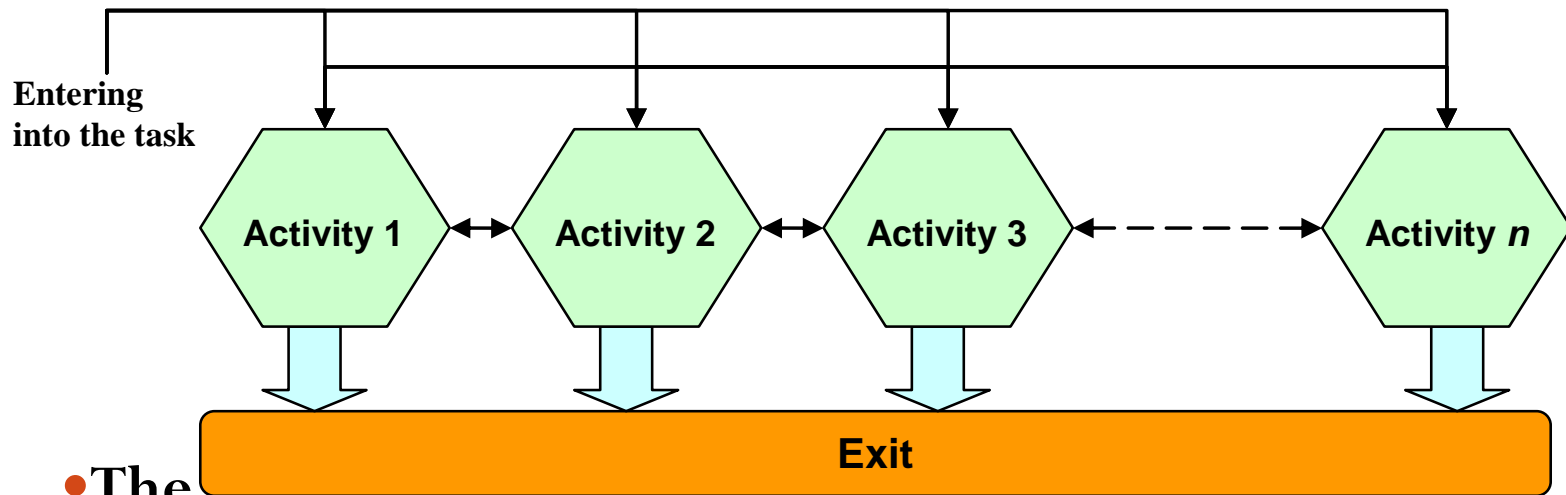 Entering
into the task
Activity 1
Activity 2
Activity 3
Activity n
Exit
•The